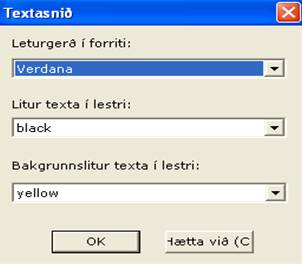 Textasnið
Leturgerð í forriti:
Verdana
Litur texta í lestri:
black
Bakgrunnslitur texta í lestri:
yellow
OK
Hætta við (C